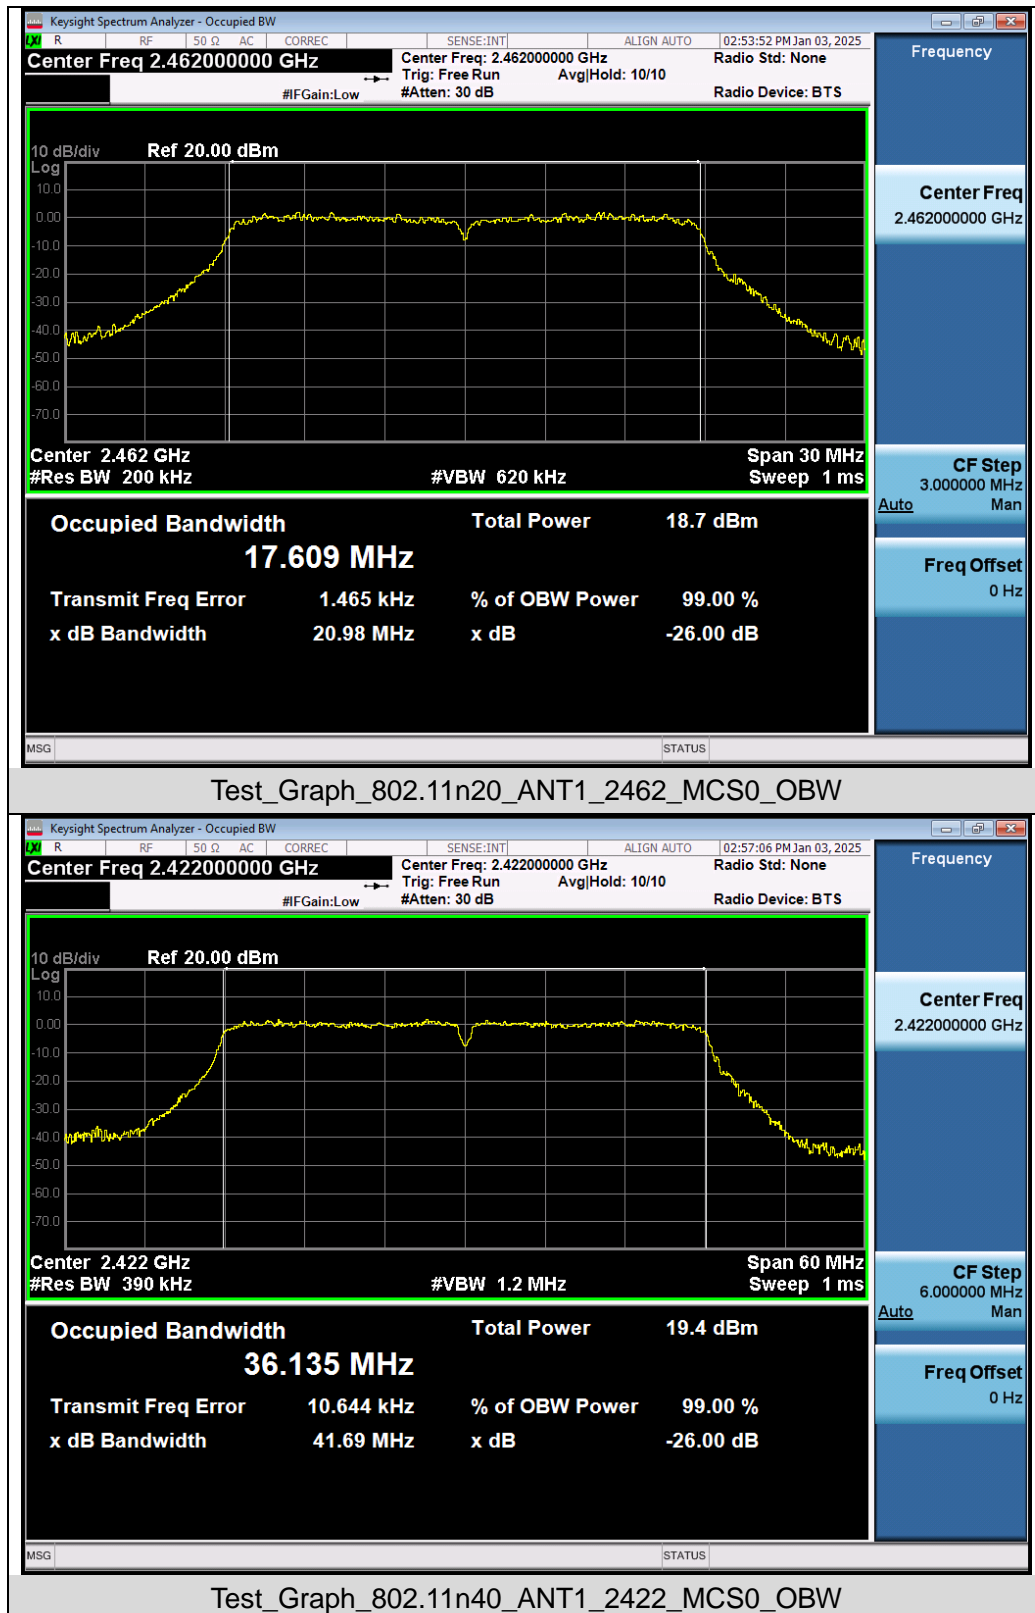 Keysight Spectrum Analyzer - Occupied BW
LXI R RF 50 Ω AC CORREC SENSE:INT ALIGN AUTO 02:53:52 PM Jan 03, 2025
Center Freq 2.462000000 GHz
Center Freq: 2.462000000 GHz
Radio Std: None
Trig: Free Run Avg|Hold: 10/10
#IFGain:Low
#Atten: 30 dB
Radio Device: BTS
Frequency
10 dB/div Ref 20.00 dBm
Log
10.0
0.00
-10.0
-20.0
-30.0
-40.0
-50.0
-60.0
-70.0
Center 2.462 GHz Span 30 MHz
#Res BW 200 kHz #VBW 620 kHz Sweep 1 ms
Center Freq
2.462000000 GHz
CF Step
3.000000 MHz
Auto Man
Freq Offset
0 Hz
Occupied Bandwidth Total Power 18.7 dBm
17.609 MHz
Transmit Freq Error 1.465 kHz % of OBW Power 99.00 %
x dB Bandwidth 20.98 MHz x dB -26.00 dB
MSG STATUS
Test_Graph_802.11n20_ANT1_2462_MCS0_OBW
Keysight Spectrum Analyzer - Occupied BW
LXI R RF 50 Ω AC CORREC SENSE:INT ALIGN AUTO 02:57:06 PM Jan 03, 2025
Center Freq 2.422000000 GHz
Center Freq: 2.422000000 GHz
Radio Std: None
Trig: Free Run Avg|Hold: 10/10
#IFGain:Low
#Atten: 30 dB
Radio Device: BTS
Frequency
10 dB/div Ref 20.00 dBm
Log
10.0
0.00
-10.0
-20.0
-30.0
-40.0
-50.0
-60.0
-70.0
Center 2.422 GHz Span 60 MHz
#Res BW 390 kHz #VBW 1.2 MHz Sweep 1 ms
Center Freq
2.422000000 GHz
CF Step
6.000000 MHz
Auto Man
Freq Offset
0 Hz
Occupied Bandwidth Total Power 19.4 dBm
36.135 MHz
Transmit Freq Error 10.644 kHz % of OBW Power 99.00 %
x dB Bandwidth 41.69 MHz x dB -26.00 dB
MSG STATUS
Test_Graph_802.11n40_ANT1_2422_MCS0_OBW